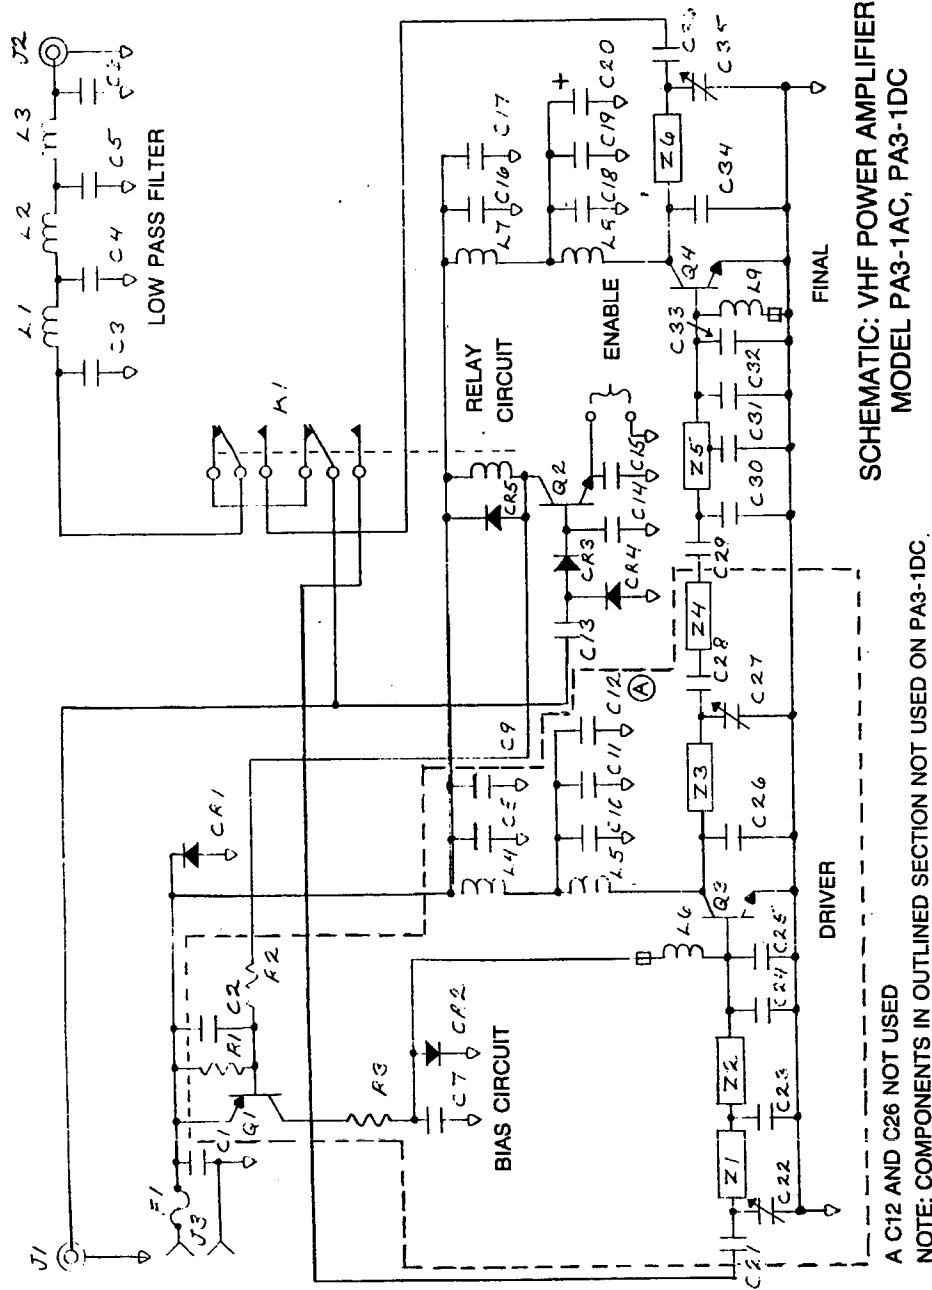 J1
F1
J3
C1
Q1
R1
C2
R2
CR1
R3
C7
CR2
BIAS CIRCUIT
L6
C21
C22
Z1
C23
Z2
C24
C25
Q3
DRIVER
L4
C9
L5
C11
C12
A
C26
Z3
C27
C28
Z4
C29
C13
CR3
CR4
C14
C15
Q2
CR5
RELAY
CIRCUIT
ENABLE
K1
L1
L2
L3
J2
C3
C4
C5
LOW PASS FILTER
L7
C16
C17
C18
C19
C20
+
C30
Z5
C31
C32
C33
L9
Q4
C34
Z6
C35
FINAL
SCHEMATIC: VHF POWER AMPLIFIER
MODEL PA3-1AC, PA3-1DC
A C12 AND C26 NOT USED
NOTE: COMPONENTS IN OUTLINED SECTION NOT USED ON PA3-1DC.